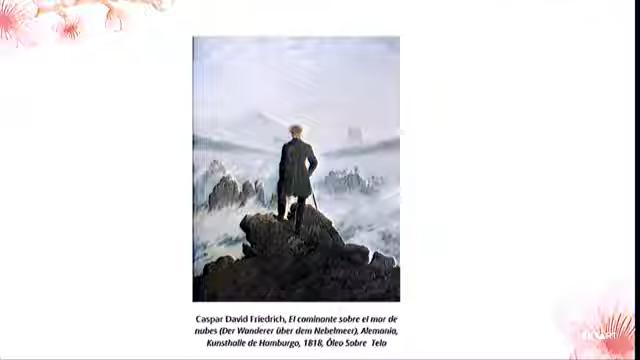 Caspar David Friedrich, El caminante sobre el mar de
nubes (Der Wanderer über dem Nebelmeer), Alemania,
Kunsthalle de Hamburgo, 1818, Óleo Sobre Tela